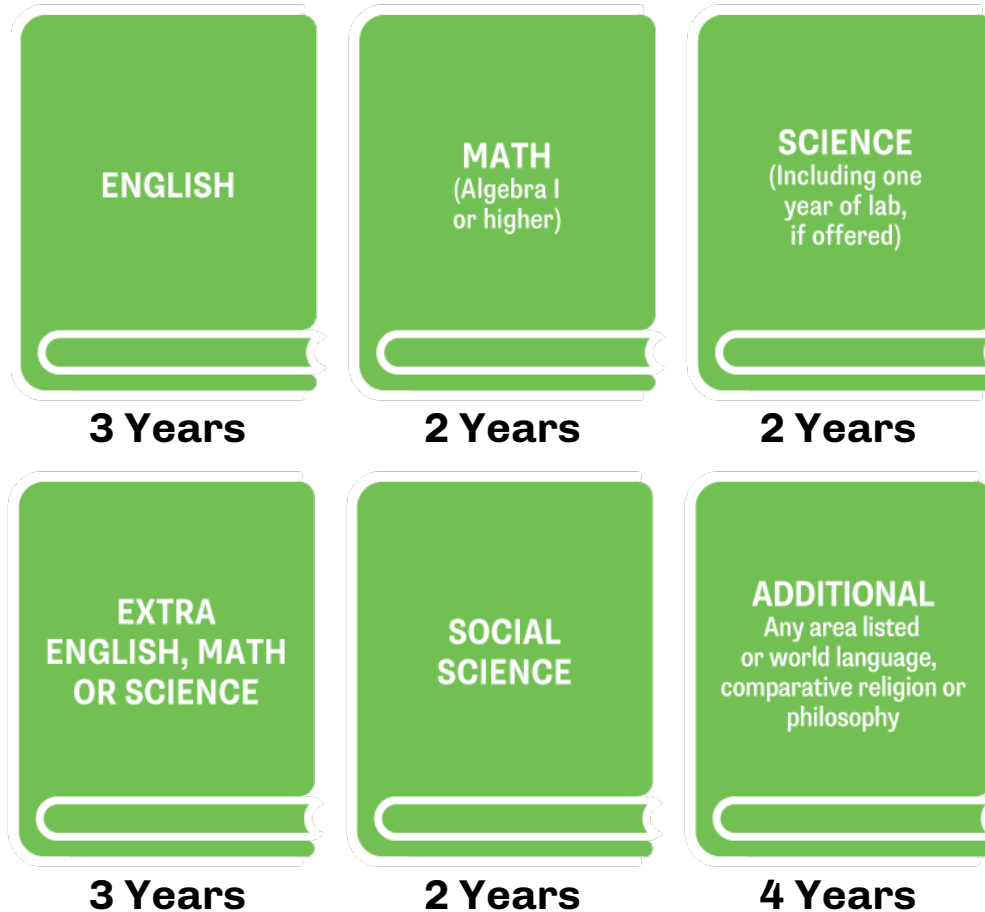 ENGLISH
MATH
(Algebra I
or higher)
SCIENCE
(Including one
year of lab,
if offered)
3 Years
2 Years
2 Years
EXTRA
ENGLISH, MATH
OR SCIENCE
SOCIAL
SCIENCE
ADDITIONAL
Any area listed
or world language,
comparative religion or
philosophy
3 Years
2 Years
4 Years